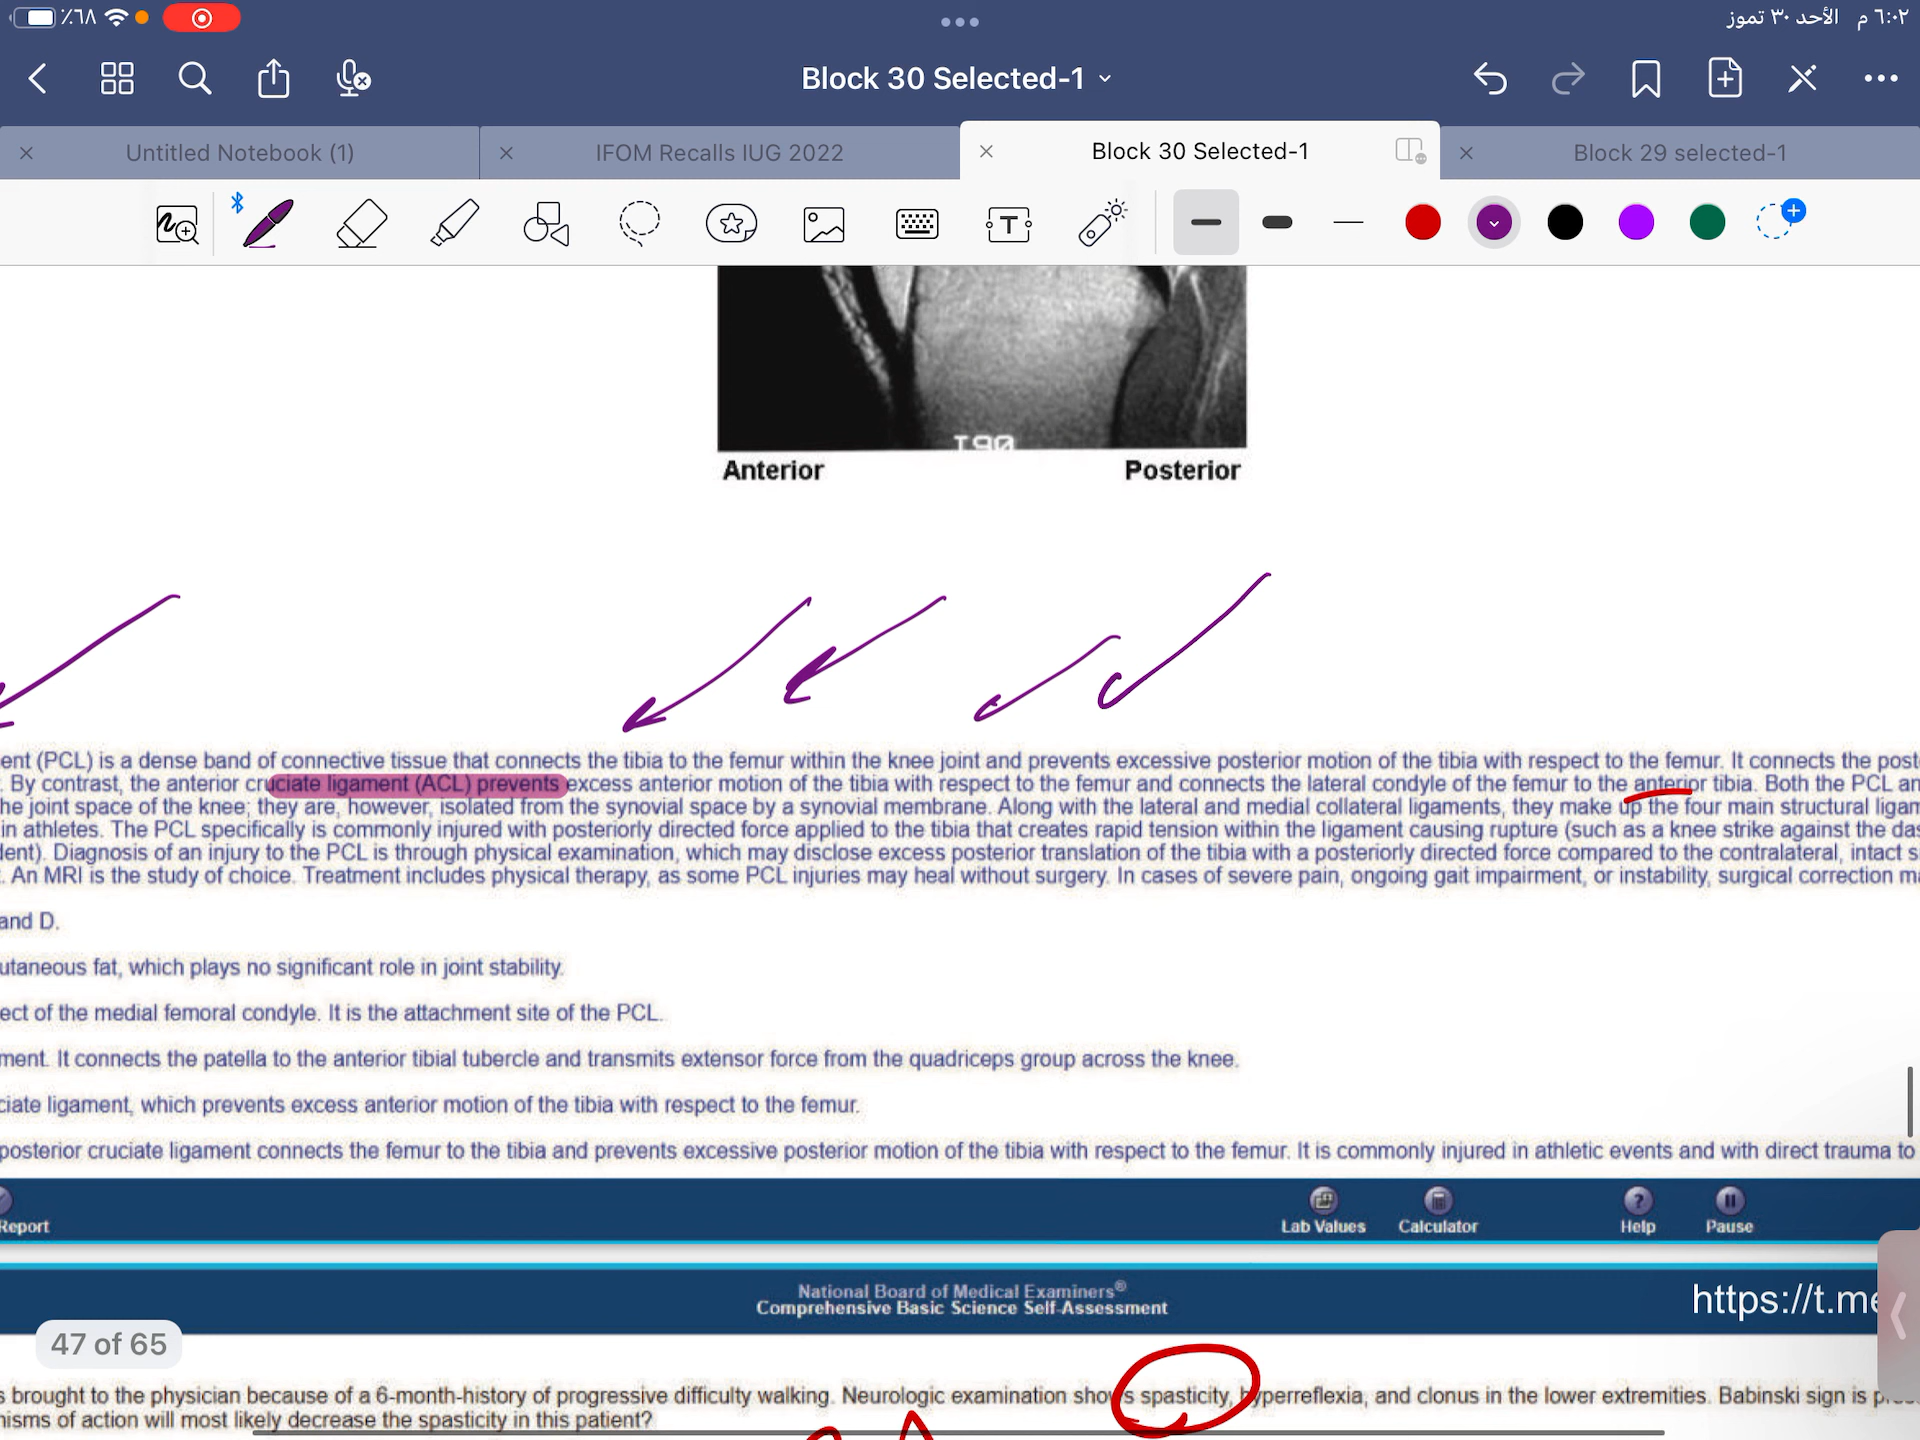 ٪٦٨
٦:٠٢ م الأحد ٣٠ تموز
Block 30 Selected-1
Untitled Notebook (1)
IFOM Recalls IUG 2022
Block 30 Selected-1
Block 29 selected-1
T
I90
Anterior
Posterior
ent (PCL) is a dense band of connective tissue that connects the tibia to the femur within the knee joint and prevents excessive posterior motion of the tibia with respect to the femur. It connects the post
. By contrast, the anterior cruciate ligament (ACL) prevents excess anterior motion of the tibia with respect to the femur and connects the lateral condyle of the femur to the anterior tibia. Both the PCL an
he joint space of the knee; they are, however, isolated from the synovial space by a synovial membrane. Along with the lateral and medial collateral ligaments, they make up the four main structural ligam
in athletes. The PCL specifically is commonly injured with posteriorly directed force applied to the tibia that creates rapid tension within the ligament causing rupture (such as a knee strike against the das
dent). Diagnosis of an injury to the PCL is through physical examination, which may disclose excess posterior translation of the tibia with a posteriorly directed force compared to the contralateral, intact s
. An MRI is the study of choice. Treatment includes physical therapy, as some PCL injuries may heal without surgery. In cases of severe pain, ongoing gait impairment, or instability, surgical correction ma
and D.
utaneous fat, which plays no significant role in joint stability.
ect of the medial femoral condyle. It is the attachment site of the PCL.
ment. It connects the patella to the anterior tibial tubercle and transmits extensor force from the quadriceps group across the knee.
ciate ligament, which prevents excess anterior motion of the tibia with respect to the femur.
posterior cruciate ligament connects the femur to the tibia and prevents excessive posterior motion of the tibia with respect to the femur. It is commonly injured in athletic events and with direct trauma to
Report
Lab Values
Calculator
Help
Pause
National Board of Medical Examiners®
Comprehensive Basic Science Self-Assessment
https://t.me
47 of 65
s brought to the physician because of a 6-month-history of progressive difficulty walking. Neurologic examination shows spasticity, hyperreflexia, and clonus in the lower extremities. Babinski sign is
nisms of action will most likely decrease the spasticity in this patient?